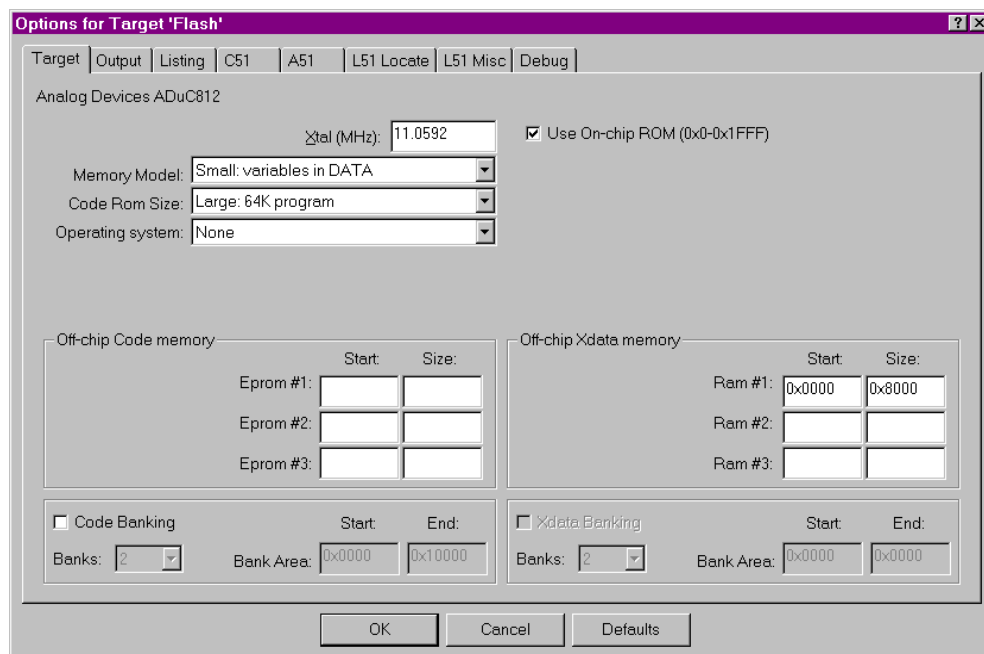 Options for Target 'Flash'
Target Output Listing C51 A51 L51 Locate L51 Misc Debug
Analog Devices ADuC812
Xtal (MHz): 11.0592 Use On-chip ROM (0x0-0x1FFF)
Memory Model: Small: variables in DATA
Code Rom Size: Large: 64K program
Operating system: None
Off-chip Code memory Off-chip Xdata memory
Start: Size: Start: Size:
Eprom #1: Ram #1: 0x0000 0x8000
Eprom #2: Ram #2:
Eprom #3: Ram #3:
Code Banking Start: End: Xdata Banking Start: End:
Banks: 2 Bank Area: 0x0000 0x10000 Banks: 2 Bank Area: 0x0000 0x0000
OK Cancel Defaults